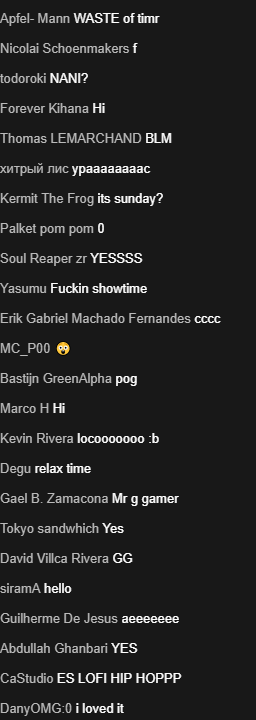 Apfel- Mann WASTE of timr
Nicolai Schoenmakers f
todoroki NANI?
Forever Kihana Hi
Thomas LEMARCHAND BLM
хитрый лис ураааааааас
Kermit The Frog its sunday?
Palket pom pom 0
Soul Reaper zr YESSSS
Yasumu Fuckin showtime
Erik Gabriel Machado Fernandes cccc
MC_P00 😲
Bastijn GreenAlpha pog
Marco H Hi
Kevin Rivera locooooooo :b
Degu relax time
Gael B. Zamacona Mr g gamer
Tokyo sandwhich Yes
David Villca Rivera GG
siramA hello
Guilherme De Jesus aeeeeeee
Abdullah Ghanbari YES
CaStudio ES LOFI HIP HOPPP
DanyOMG:0 i loved it